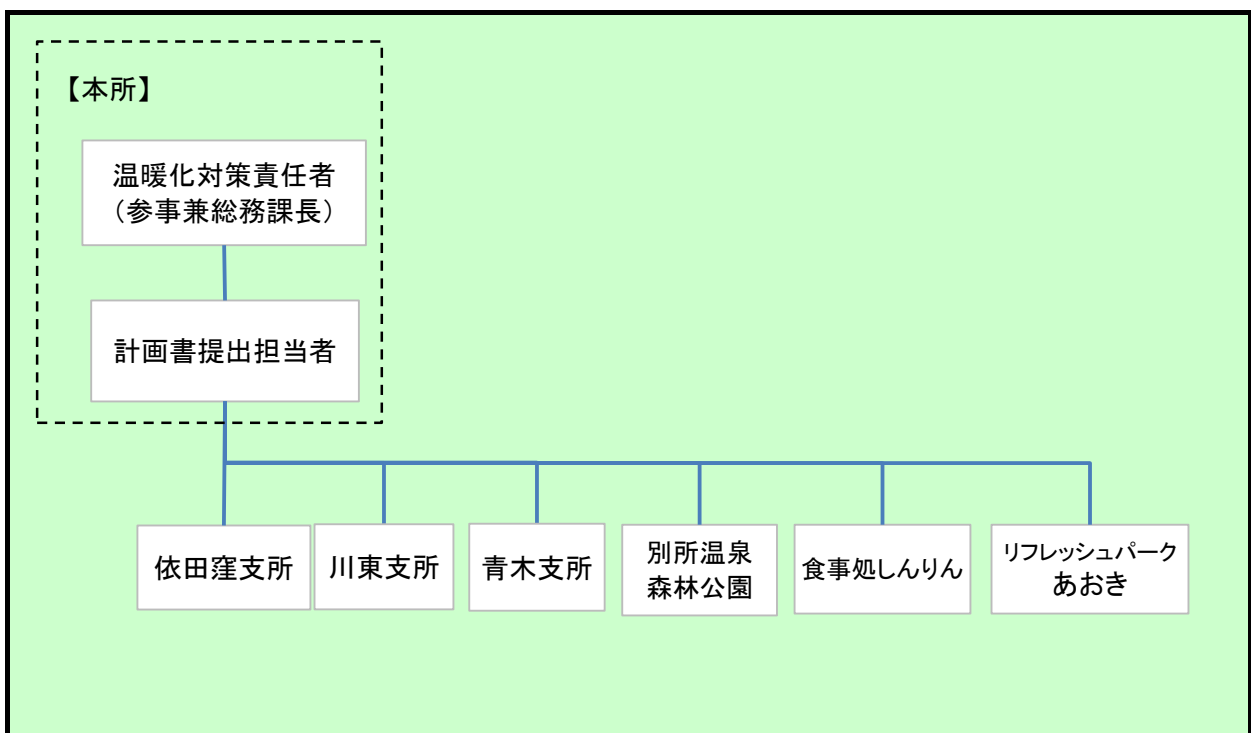 【本所】
温暖化対策責任者
（参事兼総務課長）
計画書提出担当者
依田窪支所
川東支所
青木支所
別所温泉
森林公園
食事処しんりん
リフレッシュパーク
あおき